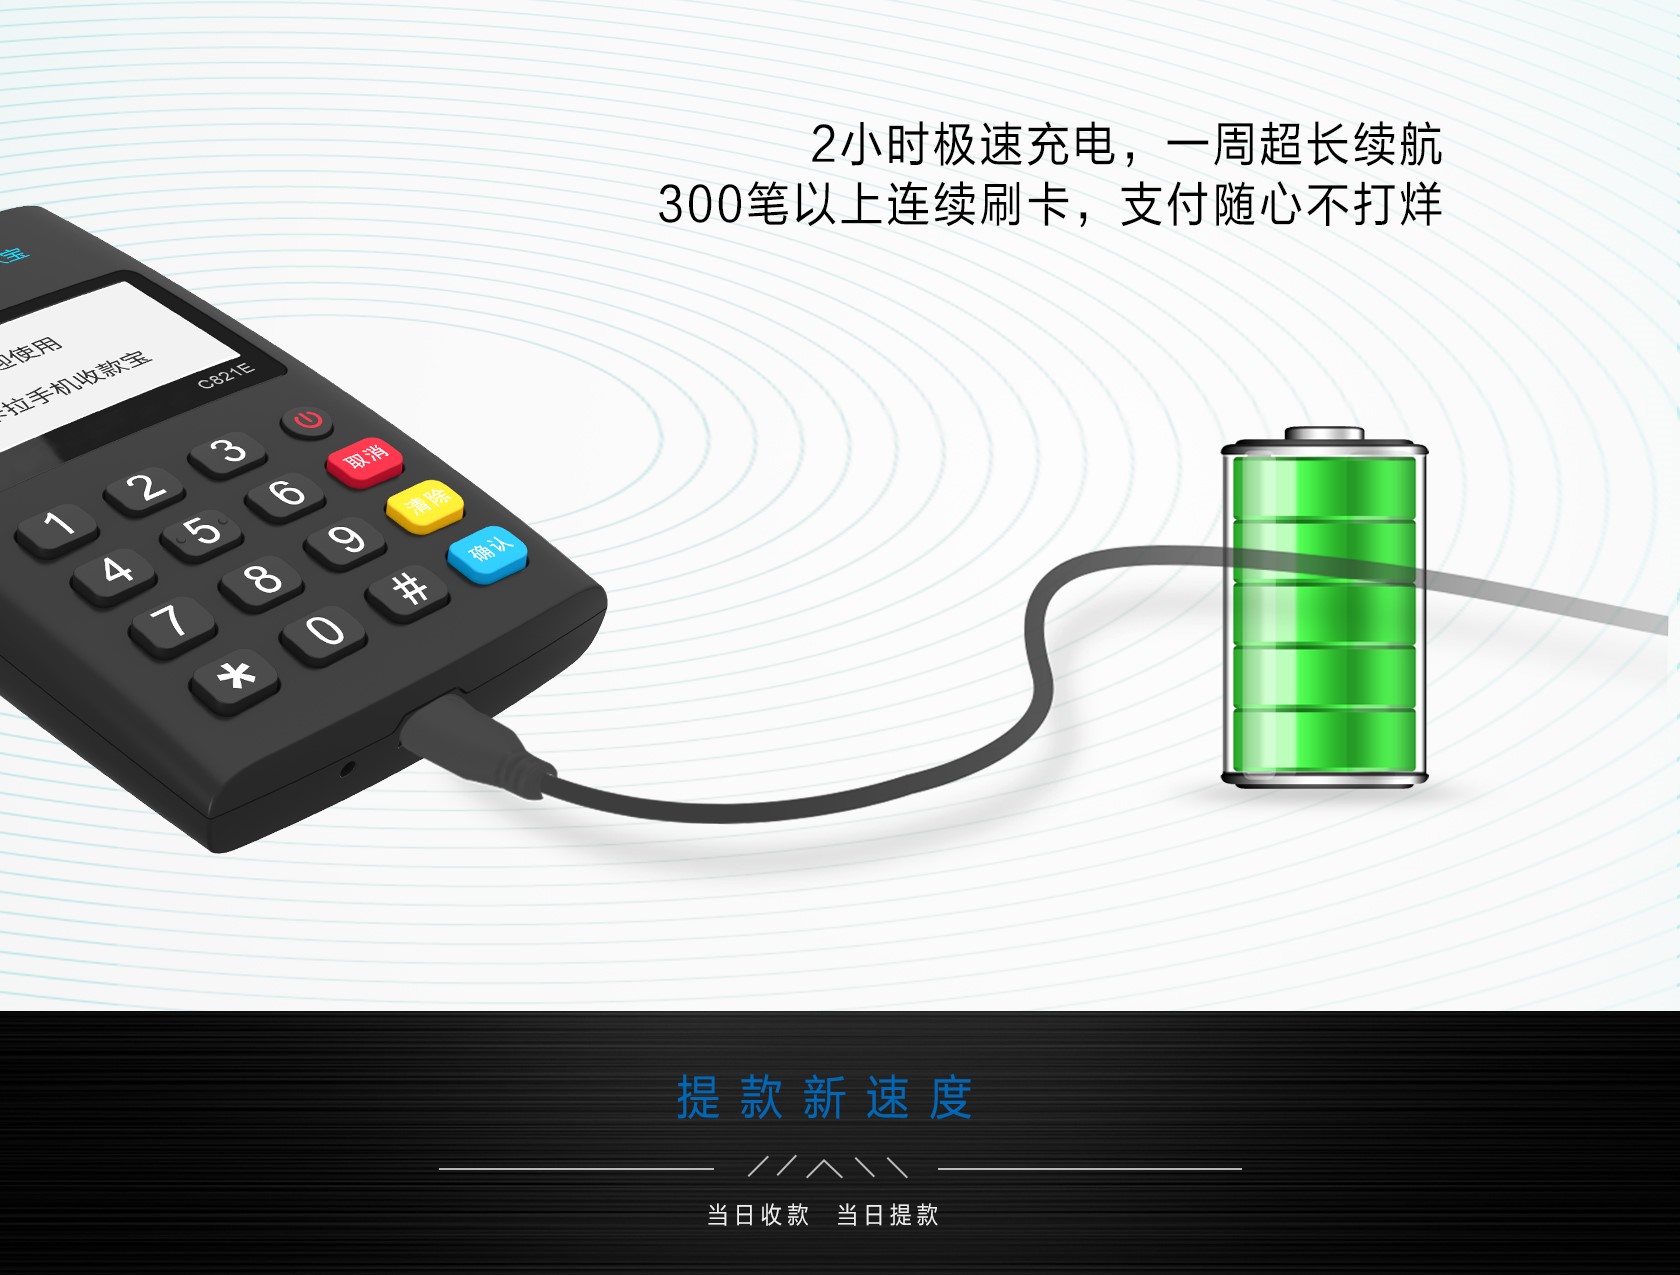 2小时极速充电，一周超长续航
300笔以上连续刷卡，支付随心不打烊
宝
使用
拉手机收款宝
C821E
1 2 3 取消
4 5 6 清除
7 8 9 确认
* 0 #
提款新速度
当日收款 当日提款